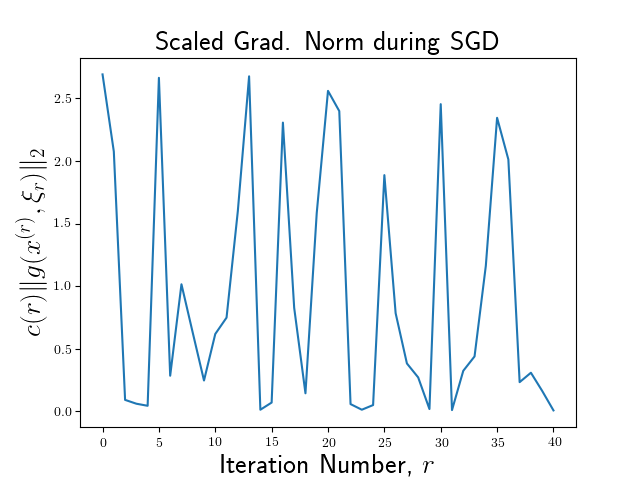 Scaled Grad. Norm during SGD
c(r)||g(x^{(r)}, ξ_r)||_2
2.5
2.0
1.5
1.0
0.5
0.0
0 5 10 15 20 25 30 35 40
Iteration Number, r